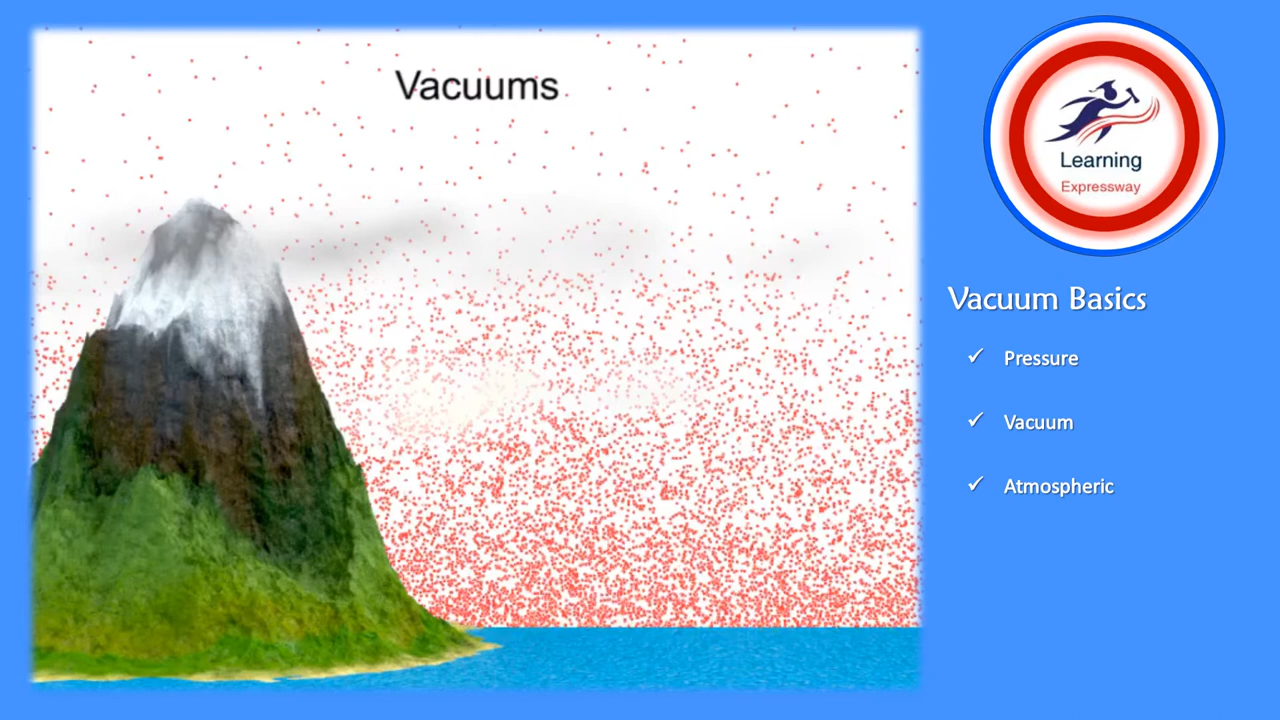 Vacuums
Learning
Expressway
Vacuum Basics
✓ Pressure
✓ Vacuum
✓ Atmospheric